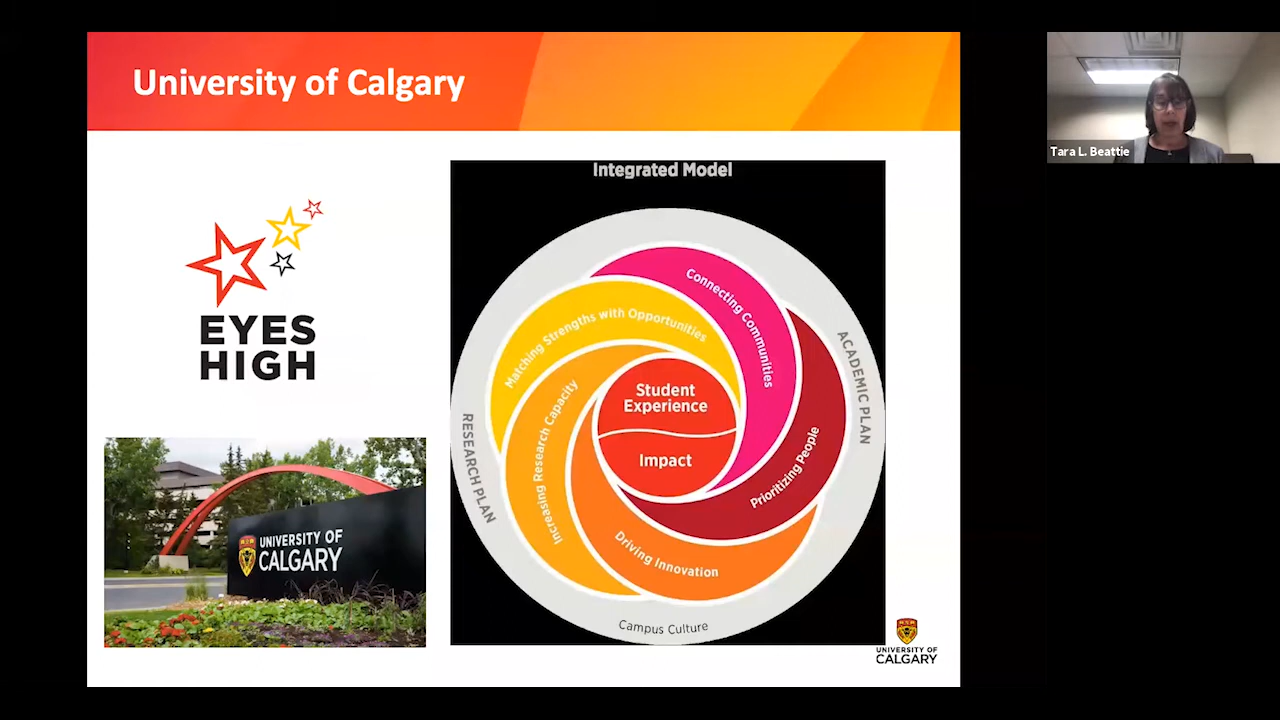 University of Calgary
EYES
HIGH
UNIVERSITY OF
CALGARY
Integrated Model
Connecting Communities
Matching Strengths with Opportunities
ACADEMIC PLAN
Increasing Research Capacity
Student
Experience
Impact
RESEARCH PLAN
Prioritizing People
Driving Innovation
Campus Culture
UNIVERSITY OF
CALGARY
Tara L. Beattie